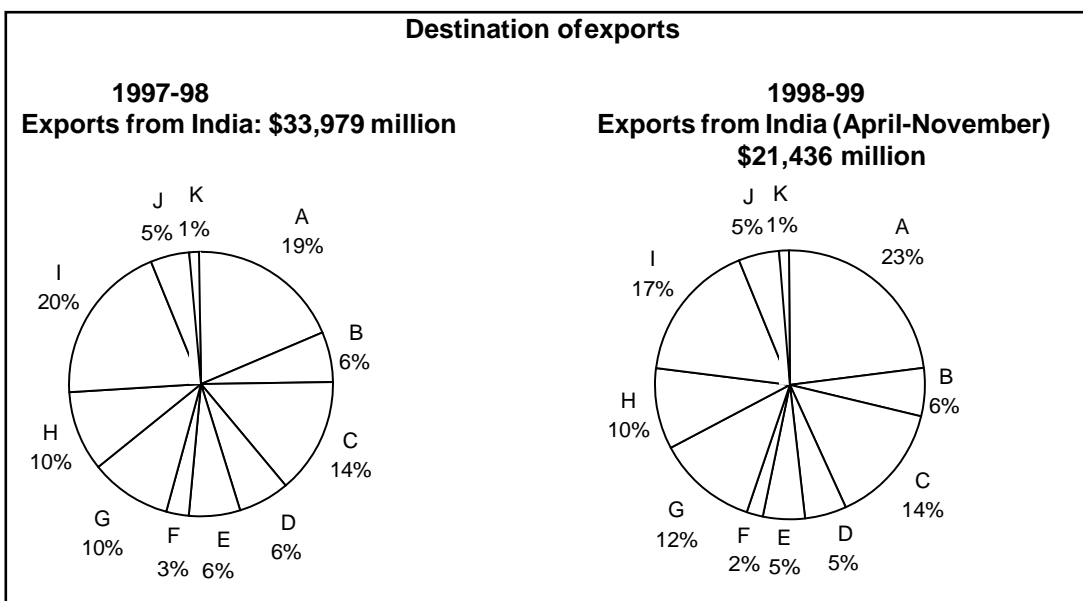 Destination of exports
1997-98
Exports from India: $33,979 million
J
5%
K
1%
A
19%
I
20%
B
6%
H
10%
C
14%
G
10%
F
3%
E
6%
D
6%
1998-99
Exports from India (April-November)
$21,436 million
J
5%
K
1%
A
23%
I
17%
B
6%
H
10%
C
14%
G
12%
F
2%
E
5%
D
5%